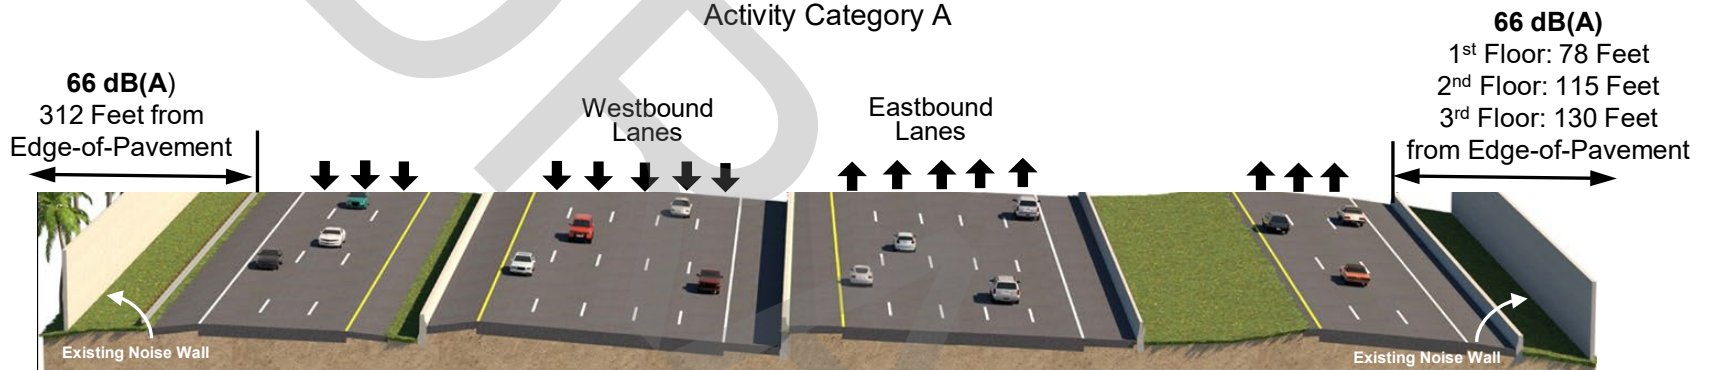 Activity Category A
66 dB(A)
312 Feet from
Edge-of-Pavement
Westbound
Lanes
Eastbound
Lanes
66 dB(A)
1st Floor: 78 Feet
2nd Floor: 115 Feet
3rd Floor: 130 Feet
from Edge-of-Pavement
Existing Noise Wall
Existing Noise Wall